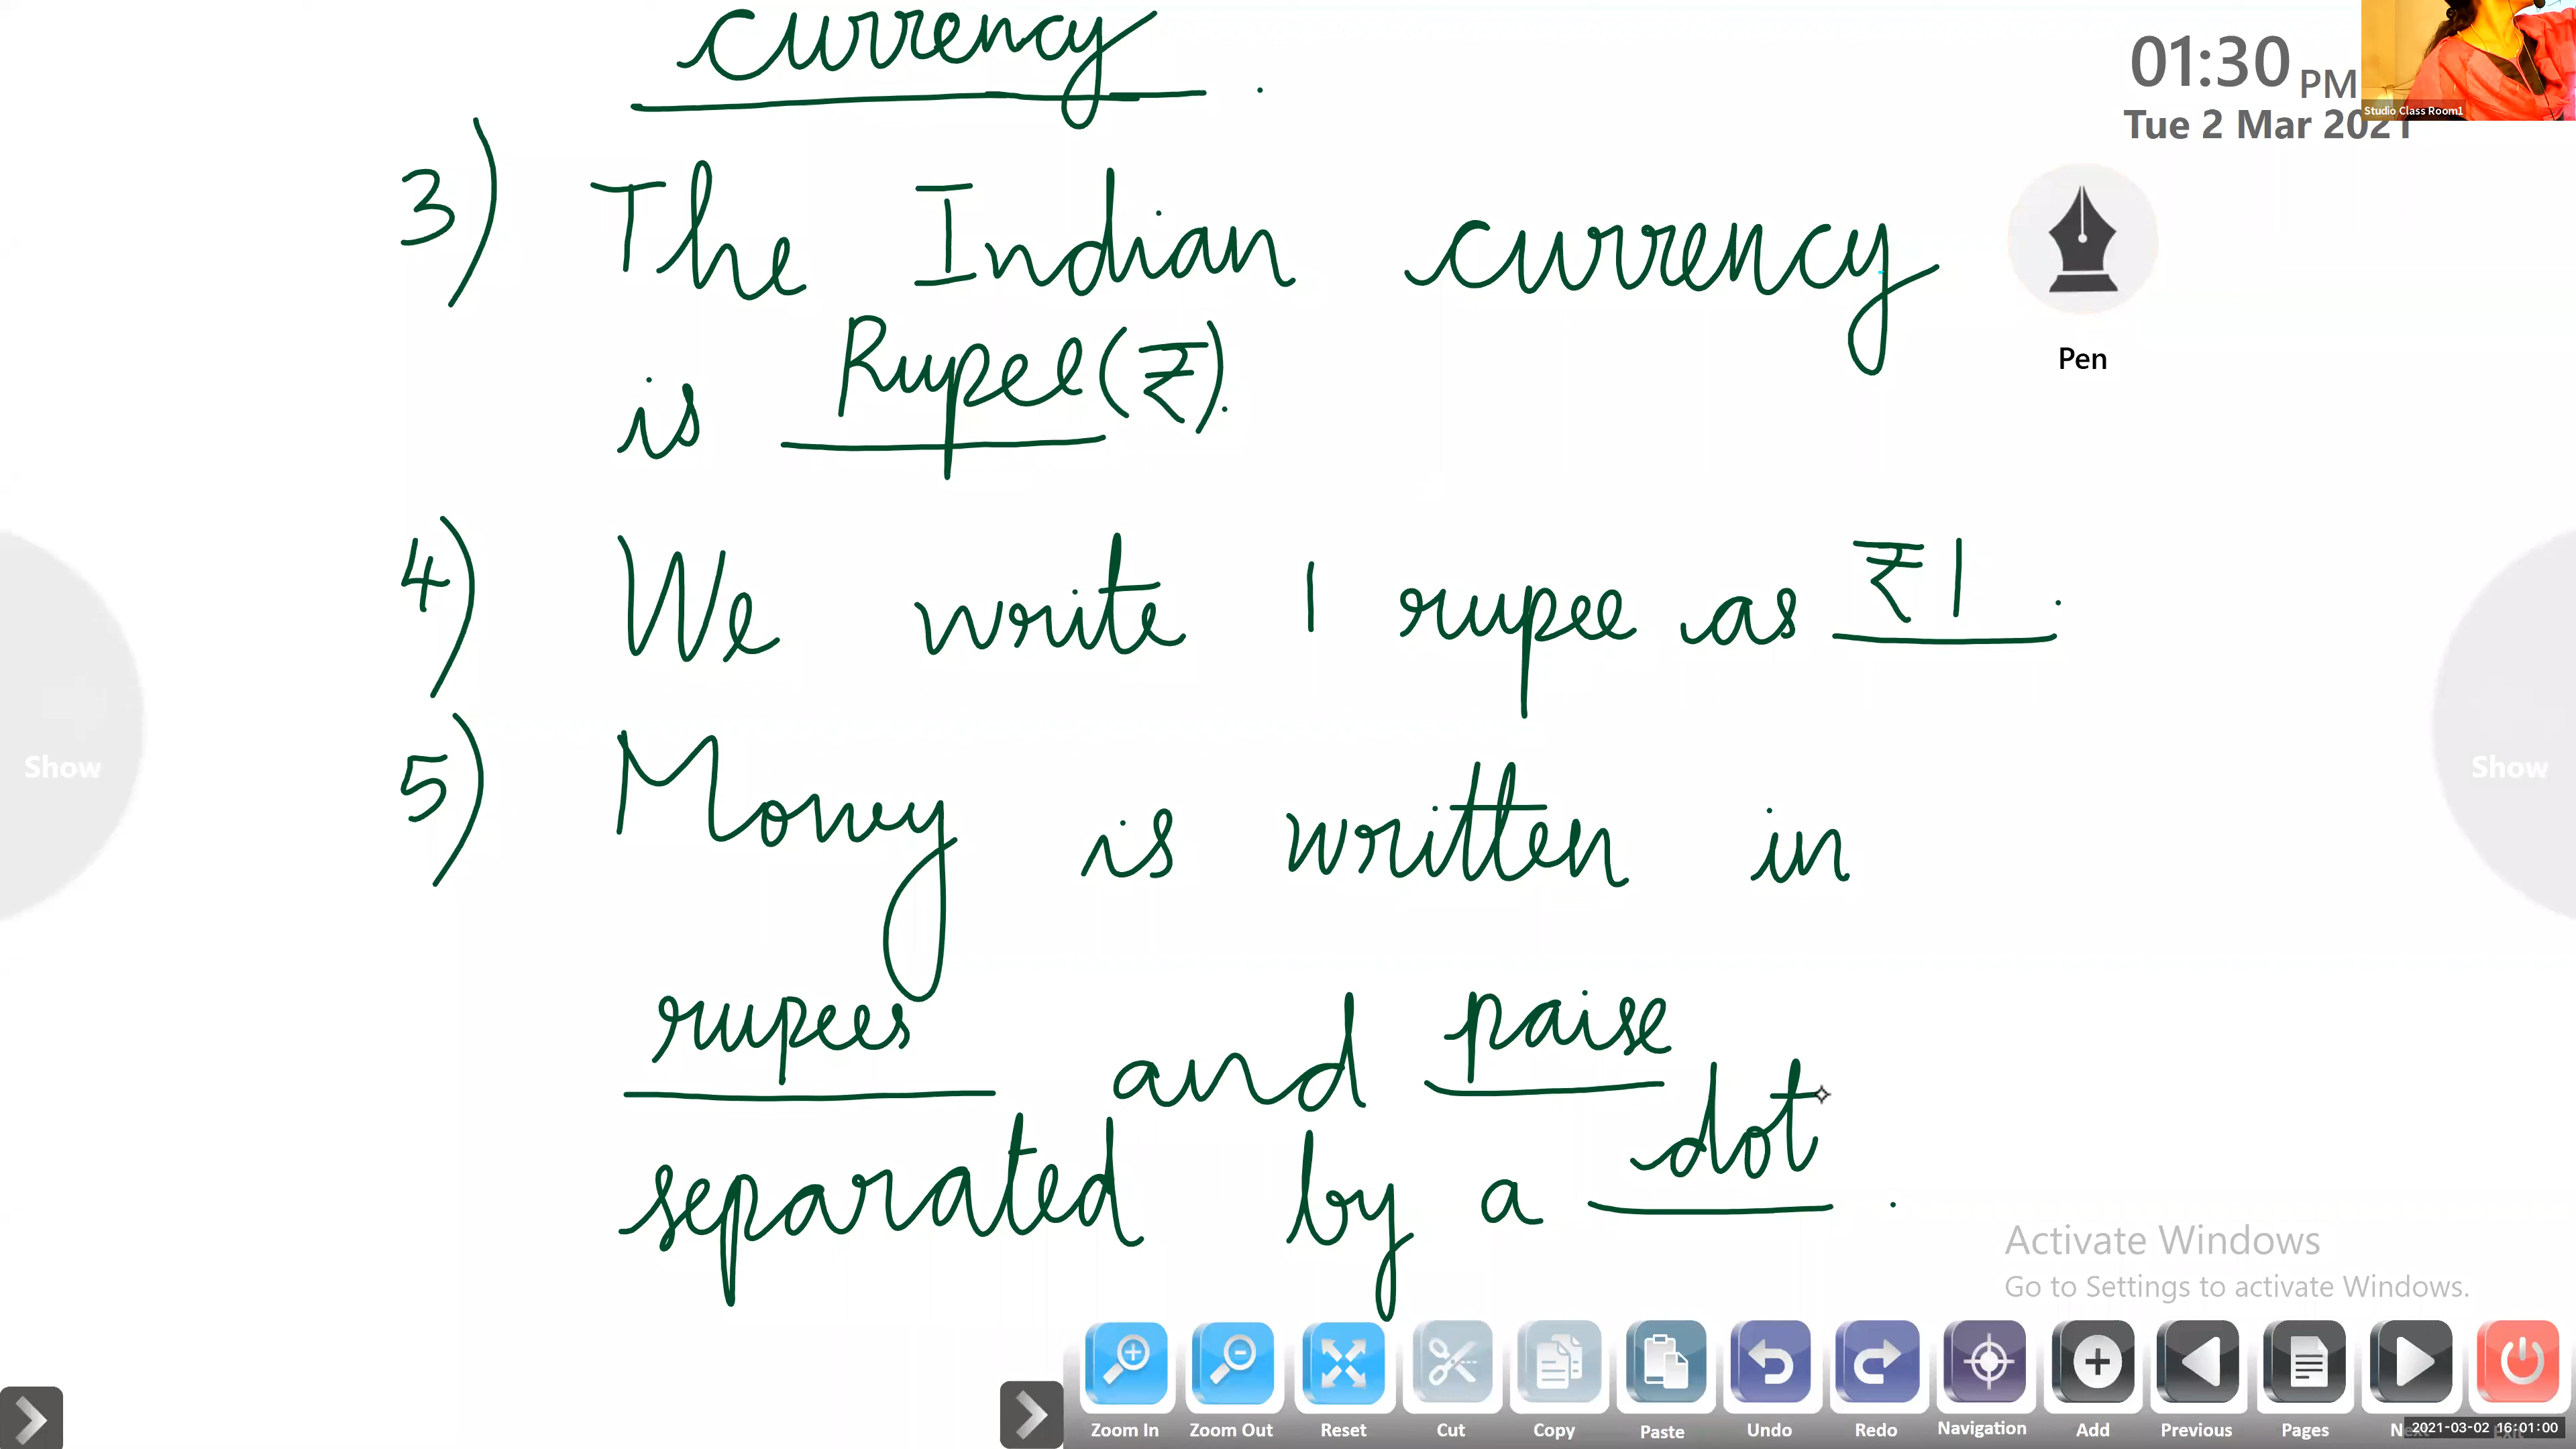 currency .
01:30 PM
Studio Class Room1
Tue 2 Mar 2021
3) The Indian currency
is Rupee(₹).
Pen
4) We write 1 rupee as ₹1 .
5) Money is written in
Show
Show
rupees and paise
separated by a dot .
Activate Windows
Go to Settings to activate Windows.
Zoom In Zoom Out Reset Cut Copy Paste Undo Redo Navigation Add Previous Pages
2021-03-02 16:01:00